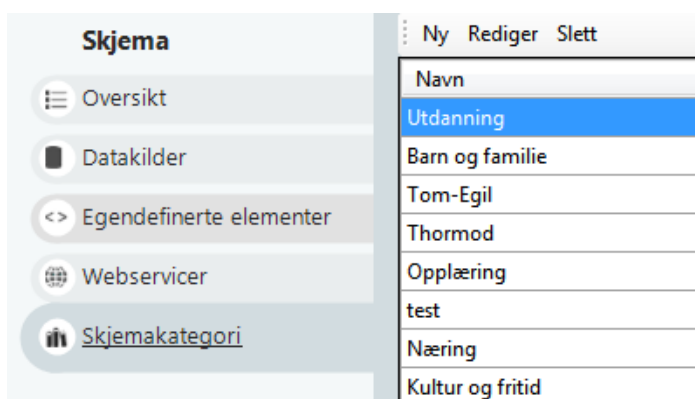 Skjema
Oversikt
Datakilder
Egendefinerte elementer
Webservicer
Skjemakategori
Ny Rediger Slett
Navn
Utdanning
Barn og familie
Tom-Egil
Thormod
Opplæring
test
Næring
Kultur og fritid